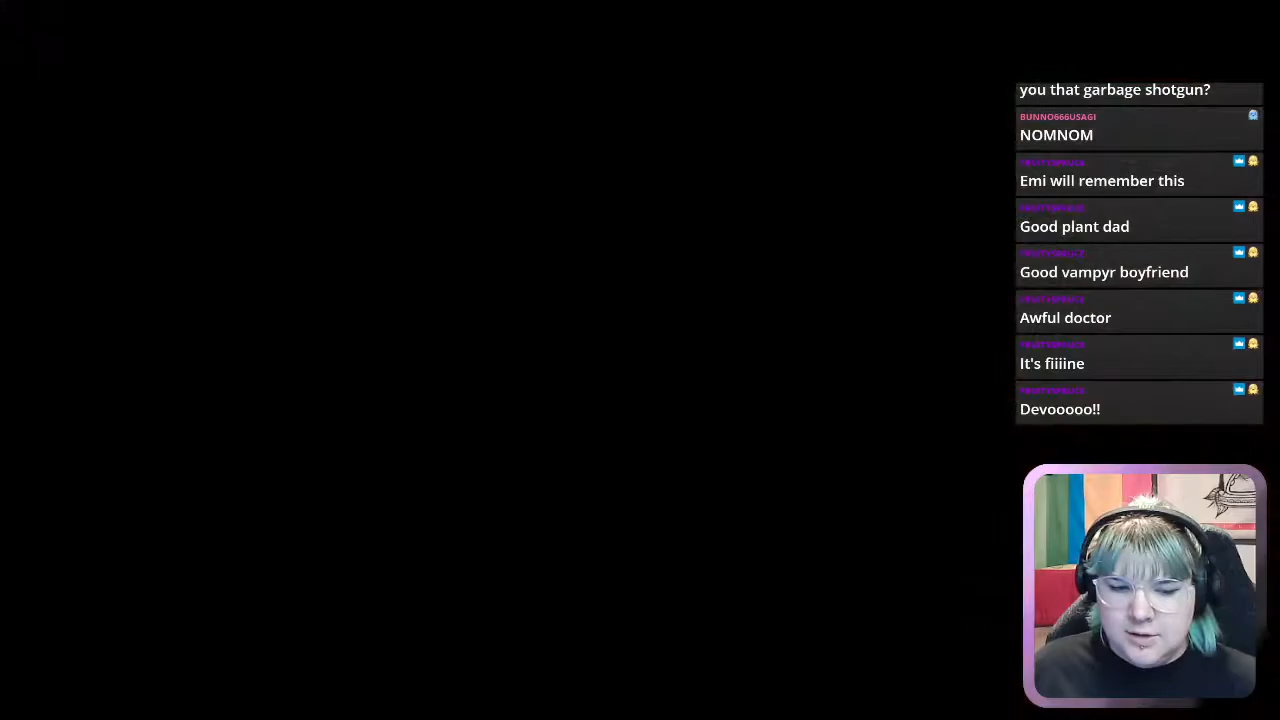 you that garbage shotgun?
BUNNO666USAGI
NOMNOM
Emi will remember this
Good plant dad
Good vampyr boyfriend
Awful doctor
It's fiiiine
Devooooo!!